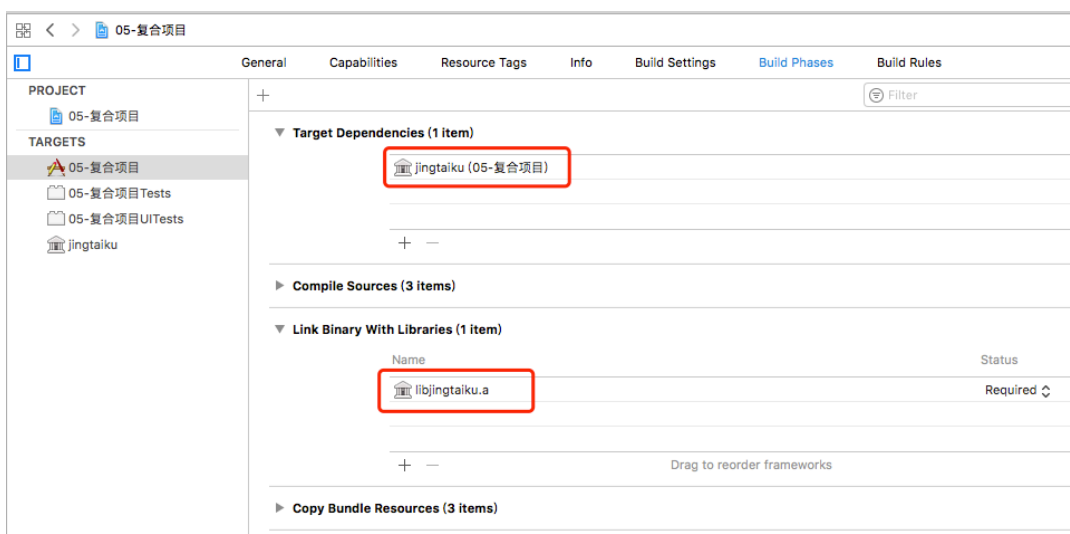 05-复合项目
General Capabilities Resource Tags Info Build Settings Build Phases Build Rules
PROJECT
05-复合项目
TARGETS
05-复合项目
05-复合项目Tests
05-复合项目UITests
jingtaiku
Filter
Target Dependencies (1 item)
jingtaiku (05-复合项目)
Compile Sources (3 items)
Link Binary With Libraries (1 item)
Name Status
libjingtaiku.a Required
Drag to reorder frameworks
Copy Bundle Resources (3 items)